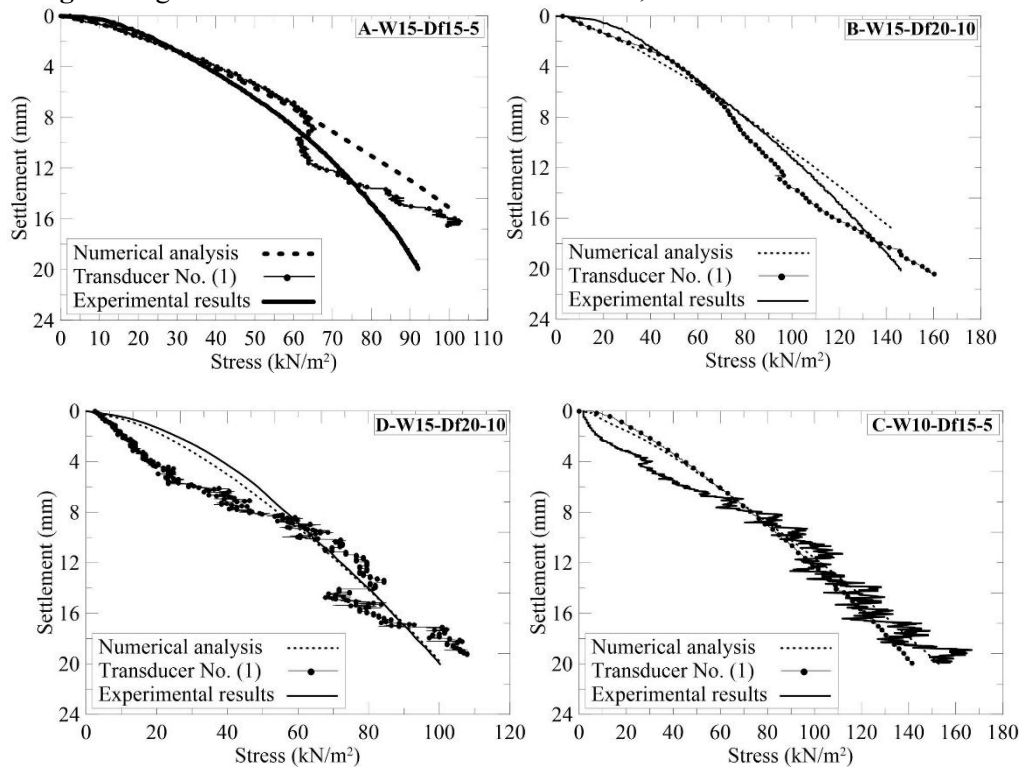 A-W15-Df15-5
0
4
8
12
16
20
24
Settlement (mm)
Numerical analysis
Transducer No. (1)
Experimental results
0 10 20 30 40 50 60 70 80 90 100 110
Stress (kN/m²)
B-W15-Df20-10
0
4
8
12
16
20
24
Settlement (mm)
Numerical analysis
Transducer No. (1)
Experimental results
0 20 40 60 80 100 120 140 160 180
Stress (kN/m²)
D-W15-Df20-10
0
4
8
12
16
20
24
Settlement (mm)
Numerical analysis
Transducer No. (1)
Experimental results
0 20 40 60 80 100 120
Stress (kN/m²)
C-W10-Df15-5
0
4
8
12
16
20
24
Settlement (mm)
Numerical analysis
Transducer No. (1)
Experimental results
0 20 40 60 80 100 120 140 160 180
Stress (kN/m²)